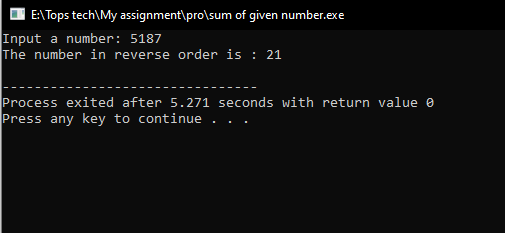 E:\Tops tech\My assignment\pro\sum of given number.exe
Input a number: 5187
The number in reverse order is : 21
--------------------------------
Process exited after 5.271 seconds with return value 0
Press any key to continue . . .